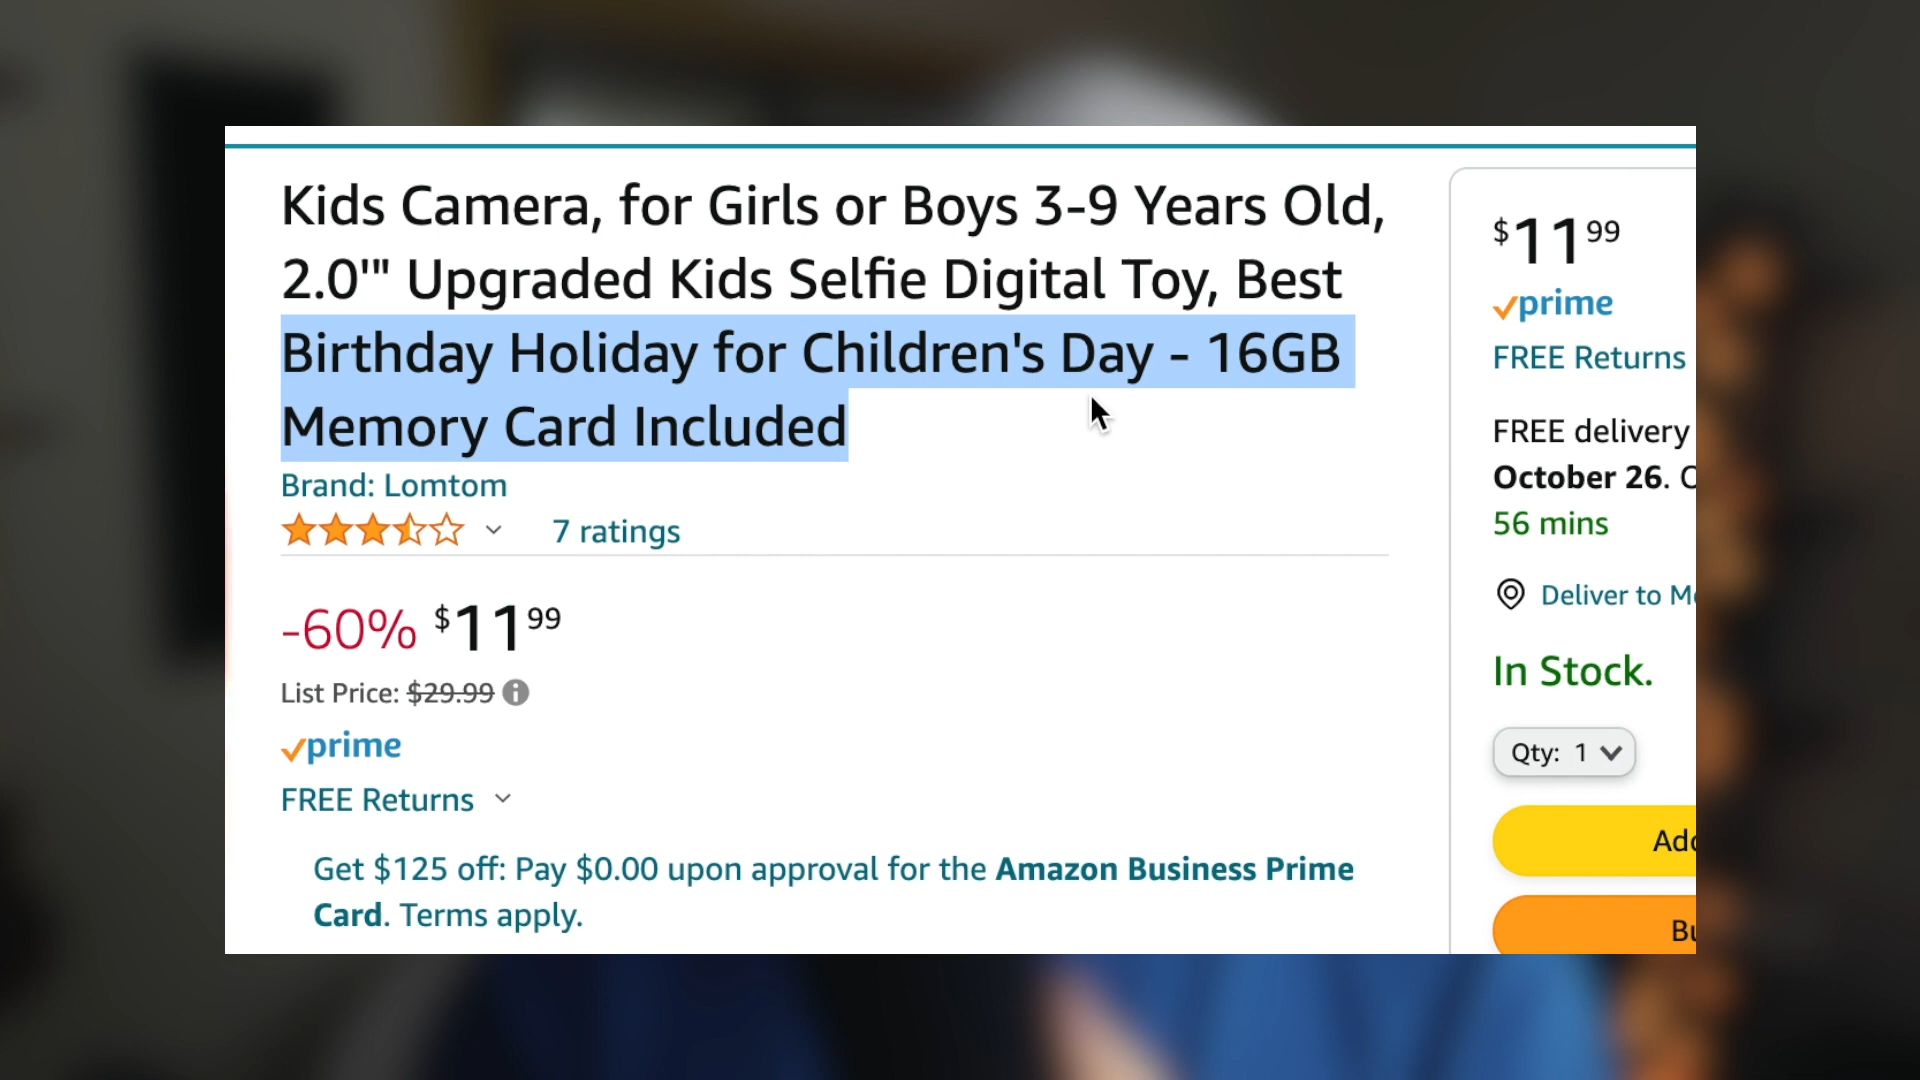 Kids Camera, for Girls or Boys 3-9 Years Old,
2.0'" Upgraded Kids Selfie Digital Toy, Best
Birthday Holiday for Children's Day - 16GB
Memory Card Included
Brand: Lomtom
7 ratings
-60% $11.99
List Price: $29.99
prime
FREE Returns
Get $125 off: Pay $0.00 upon approval for the Amazon Business Prime
Card. Terms apply.
$11.99
prime
FREE Returns
FREE delivery
October 26.
56 mins
Deliver to
In Stock.
Qty: 1